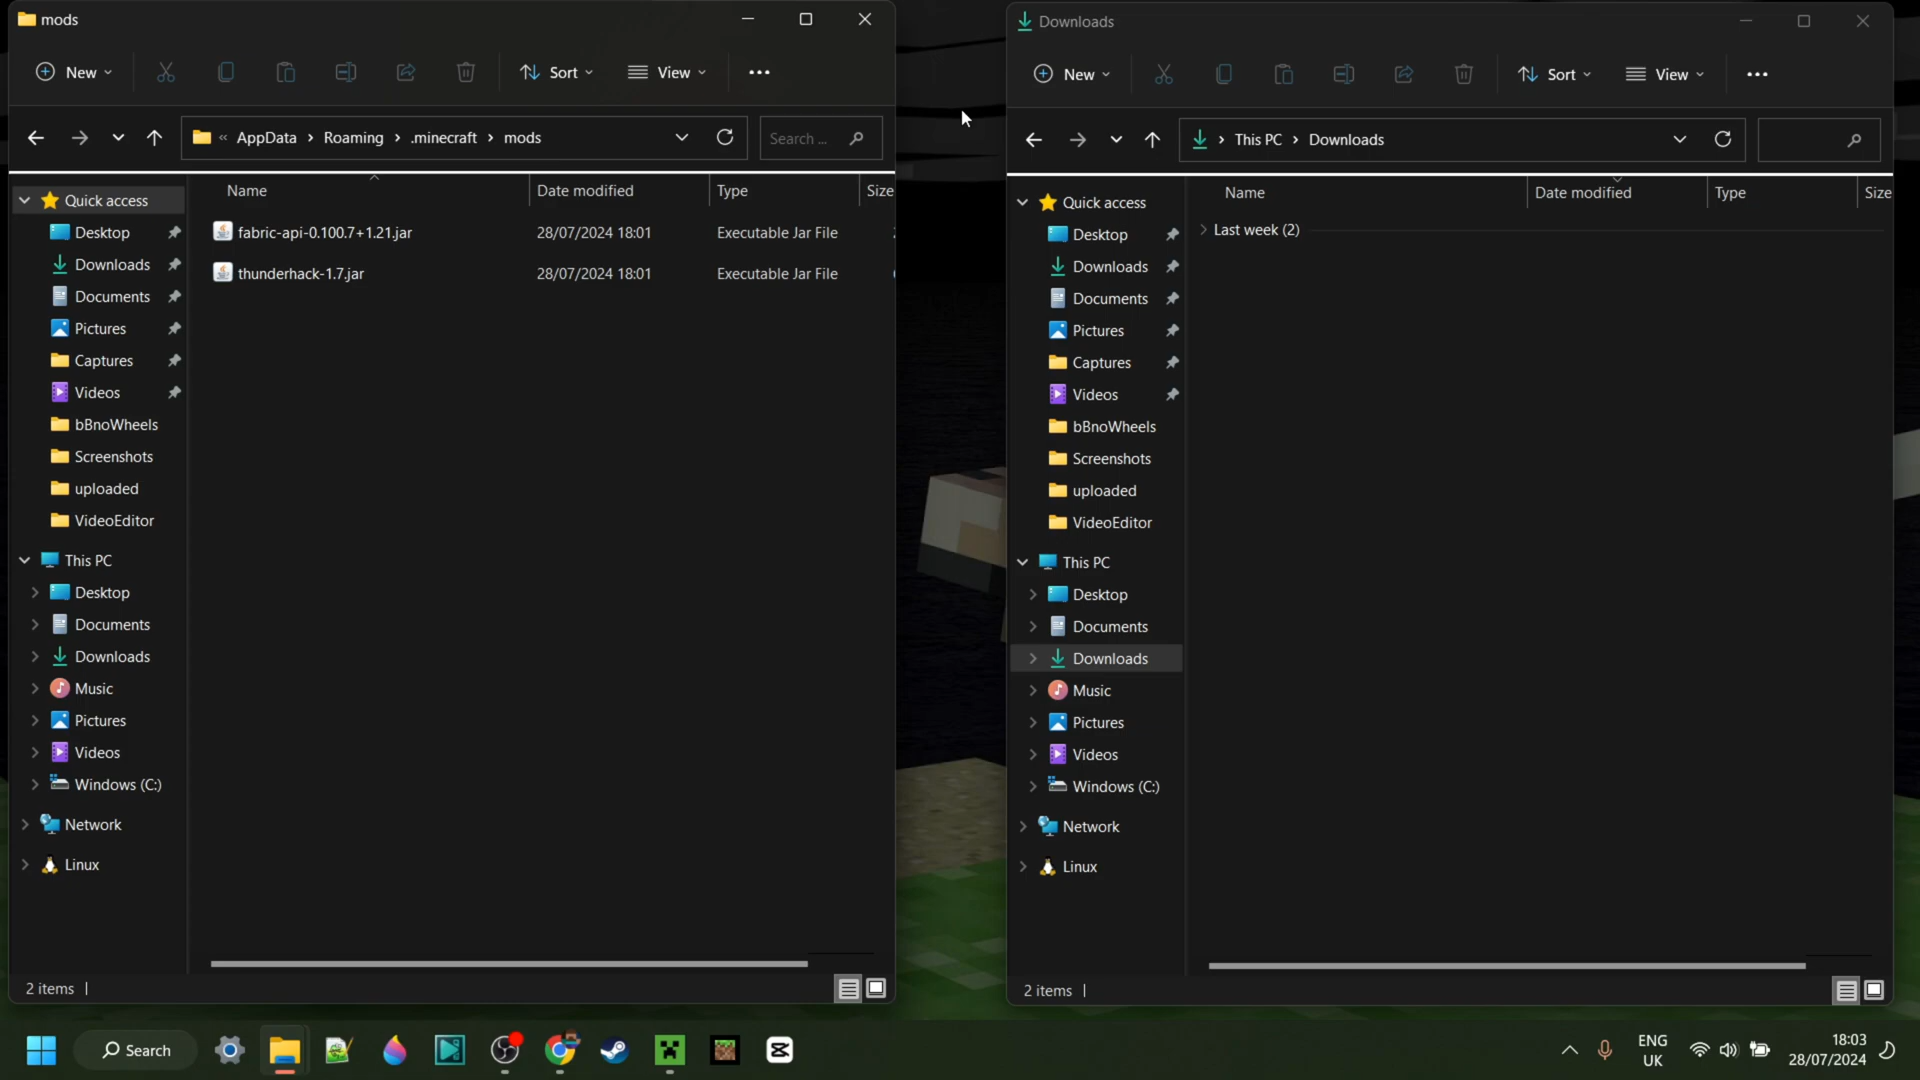 mods
New
Sort
View
« AppData > Roaming > .minecraft > mods
Search ...
Name
Date modified
Type
Size
Quick access
Desktop
Downloads
Documents
Pictures
Captures
Videos
bBnoWheels
Screenshots
uploaded
VideoEditor
This PC
Desktop
Documents
Downloads
Music
Pictures
Videos
Windows (C:)
Network
Linux
fabric-api-0.100.7+1.21.jar 28/07/2024 18:01 Executable Jar File
thunderhack-1.7.jar 28/07/2024 18:01 Executable Jar File
2 items
Downloads
New
Sort
View
This PC > Downloads
Name
Date modified
Type
Size
Last week (2)
Quick access
Desktop
Downloads
Documents
Pictures
Captures
Videos
bBnoWheels
Screenshots
uploaded
VideoEditor
This PC
Desktop
Documents
Downloads
Music
Pictures
Videos
Windows (C:)
Network
Linux
2 items
Search
ENG
UK
18:03
28/07/2024